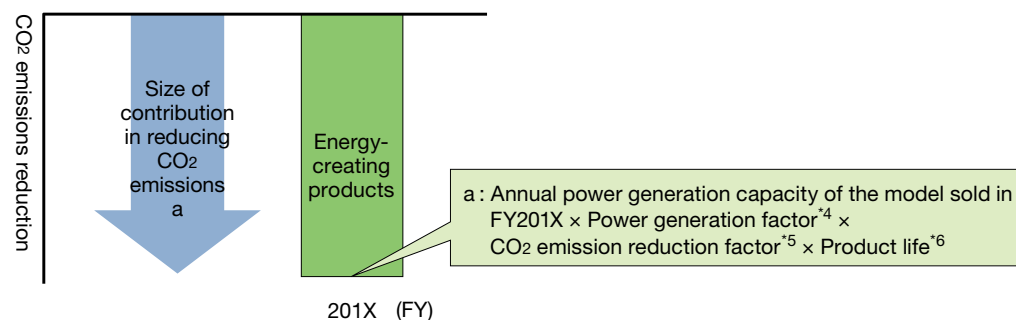 CO2 emissions reduction
Size of
contribution
in reducing
CO2
emissions
a
Energy-
creating
products
a : Annual power generation capacity of the model sold in
FY201X × Power generation factor*4 ×
CO2 emission reduction factor*5 × Product life*6
201X (FY)